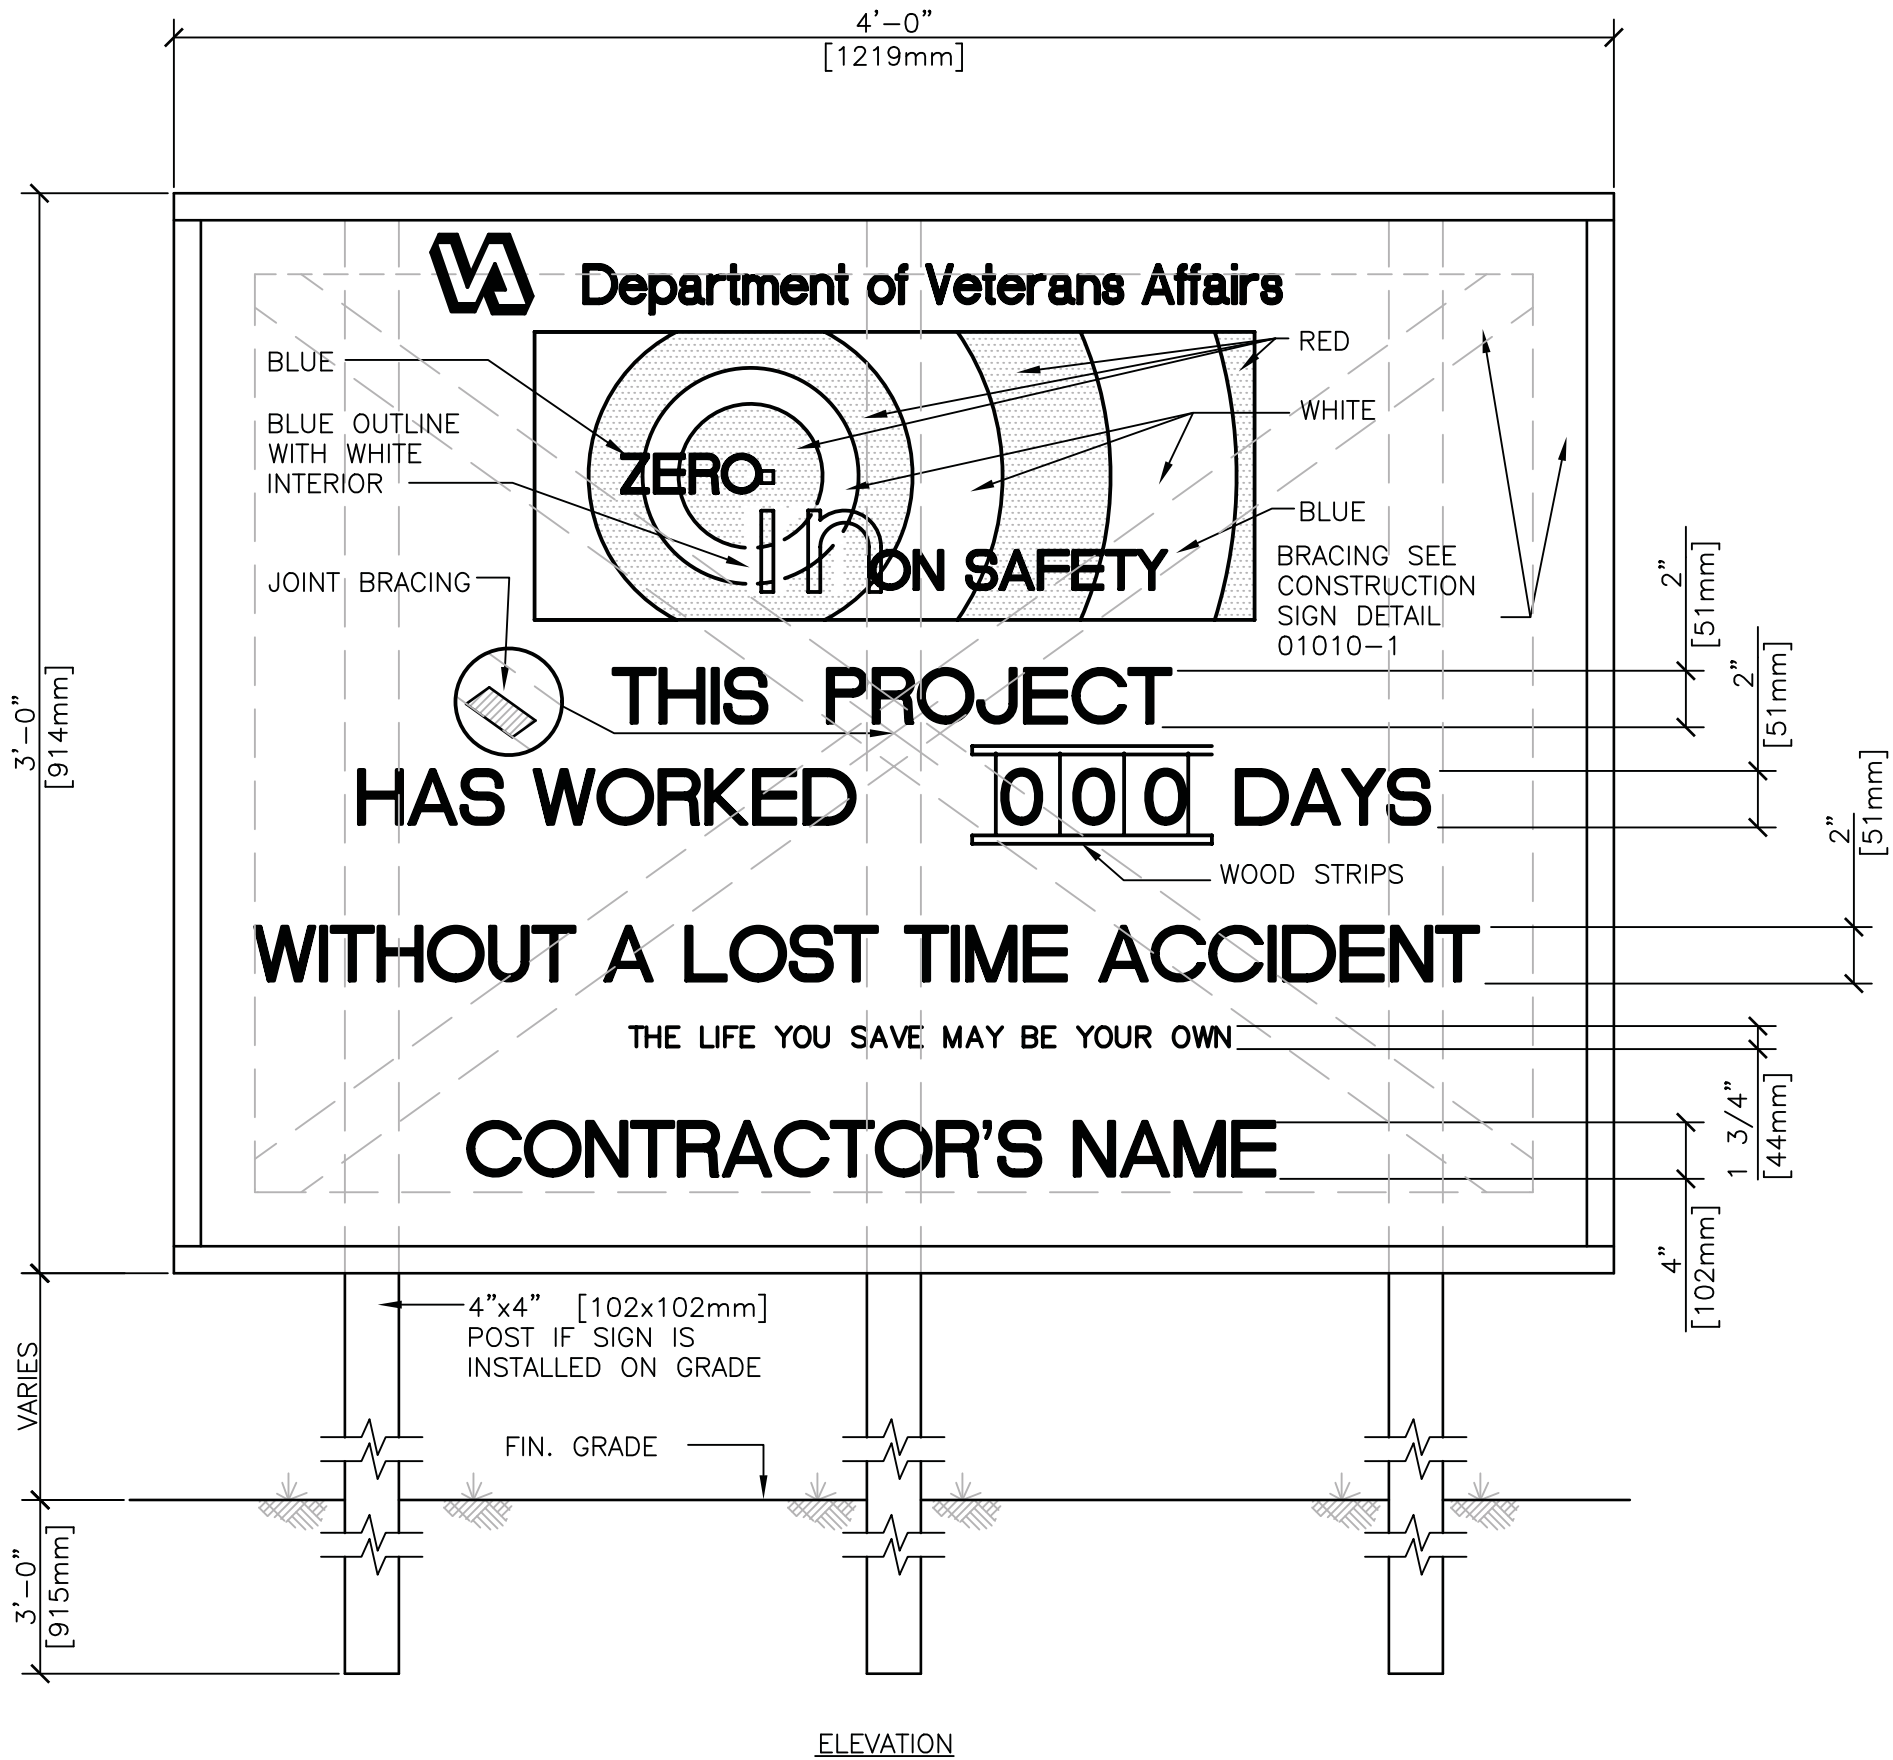 4'-0"
[1219mm]
VA Department of Veterans Affairs
BLUE
RED
BLUE OUTLINE
WITH WHITE
INTERIOR
WHITE
ZERO-
In
ON SAFETY
BLUE
JOINT BRACING
BRACING SEE
CONSTRUCTION
SIGN DETAIL
01010-1
2"
[51mm]
3'-0"
[914mm]
THIS PROJECT
2"
[51mm]
HAS WORKED 000 DAYS
2"
[51mm]
WOOD STRIPS
WITHOUT A LOST TIME ACCIDENT
THE LIFE YOU SAVE MAY BE YOUR OWN
1 3/4"
[44mm]
CONTRACTOR'S NAME
4"
[102mm]
4"x4" [102x102mm]
POST IF SIGN IS
INSTALLED ON GRADE
VARIES
FIN. GRADE
3'-0"
[915mm]
ELEVATION